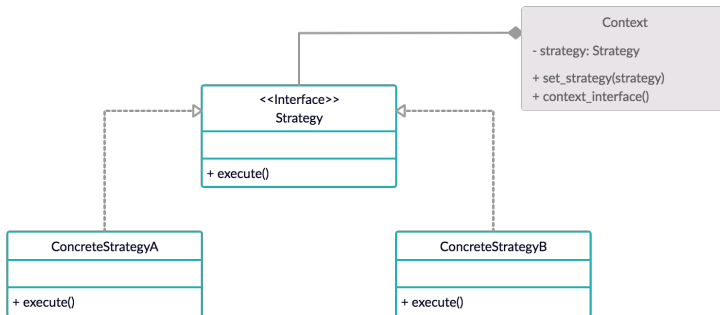 Context
- strategy: Strategy
+ set_strategy(strategy)
+ context_interface()
<<Interface>>
Strategy
+ execute()
ConcreteStrategyA
+ execute()
ConcreteStrategyB
+ execute()